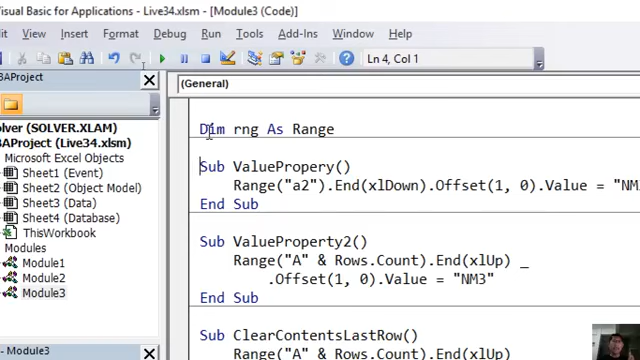 isual Basic for Applications - Live34.xlsm - [Module3 (Code)]
it View Insert Format Debug Run Tools Add-Ins Window Help
Ln 4, Col 1
BAProject
(General)
olver (SOLVER.XLAM)
BAProject (Live34.xlsm)
Microsoft Excel Objects
Sheet1 (Event)
Sheet2 (Object Model)
Sheet3 (Data)
Sheet4 (Database)
ThisWorkbook
Modules
Module1
Module2
Module3
- Module3
Dim rng As Range
Sub ValuePropery()
Range("a2").End(xlDown).Offset(1, 0).Value = "NM
End Sub
Sub ValueProperty2()
Range("A" & Rows.Count).End(xlUp) _
.Offset(1, 0).Value = "NM3"
End Sub
Sub ClearContentsLastRow()
Range("A" & Rows.Count).End(xlUp)